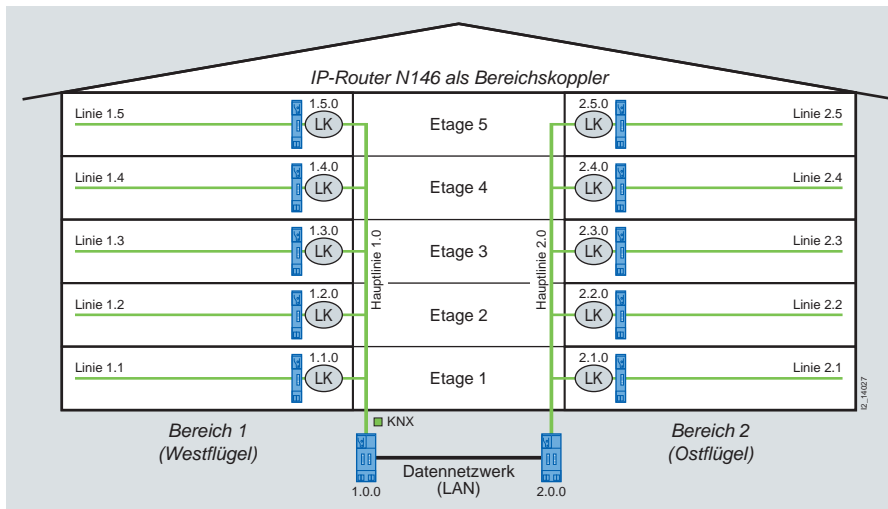 IP-Router N146 als Bereichskoppler
Linie 1.5
1.5.0
LK
Etage 5
2.5.0
LK
Linie 2.5
Linie 1.4
1.4.0
LK
Etage 4
2.4.0
LK
Linie 2.4
Linie 1.3
1.3.0
LK
Hauptlinie 1.0
Etage 3
Hauptlinie 2.0
2.3.0
LK
Linie 2.3
Linie 1.2
1.2.0
LK
Etage 2
2.2.0
LK
Linie 2.2
Linie 1.1
1.1.0
LK
Etage 1
2.1.0
LK
Linie 2.1
I2_14027
KNX
Bereich 1
(Westflügel)
Bereich 2
(Ostflügel)
Datennetzwerk
(LAN)
1.0.0
2.0.0